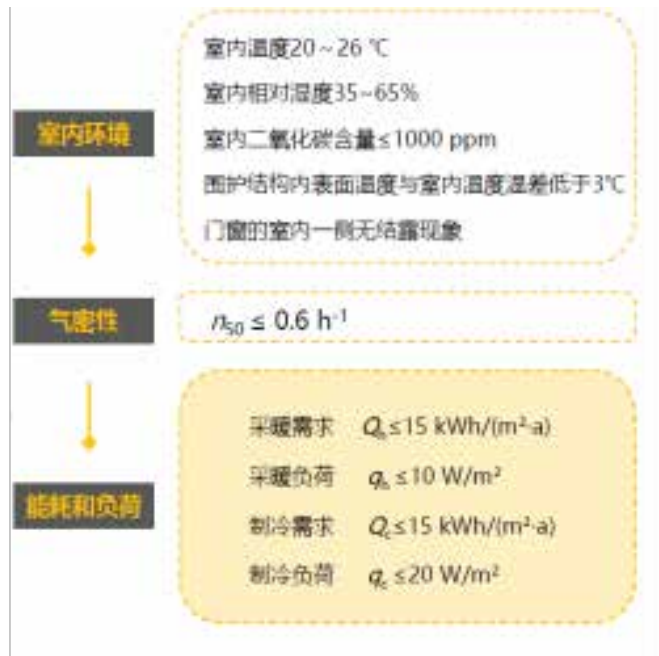 室内温度20~26 ℃
室内相对湿度35~65%
室内环境
室内二氧化碳含量≤1000 ppm
围护结构内表面温度与室内温度温差低于3℃
门窗的室内一侧无结露现象
气密性
n₅₀ ≤ 0.6 h⁻¹
采暖需求 Qₕ≤15 kWh/(m²·a)
采暖负荷 qₕ ≤10 W/m²
能耗和负荷
制冷需求 Q_c≤15 kWh/(m²·a)
制冷负荷 q_c ≤20 W/m²